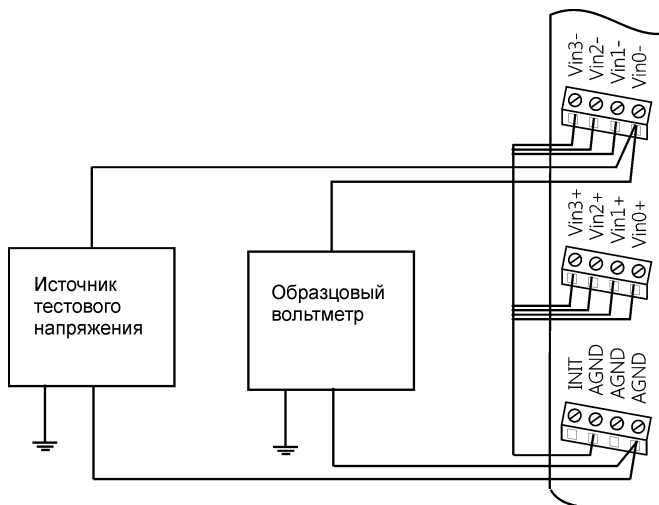 Vin3-
Vin2-
Vin1-
Vin0-
Vin3+
Vin2+
Vin1+
Vin0+
Источник
тестового
напряжения
Образцовый
вольтметр
INIT
AGND
AGND
AGND